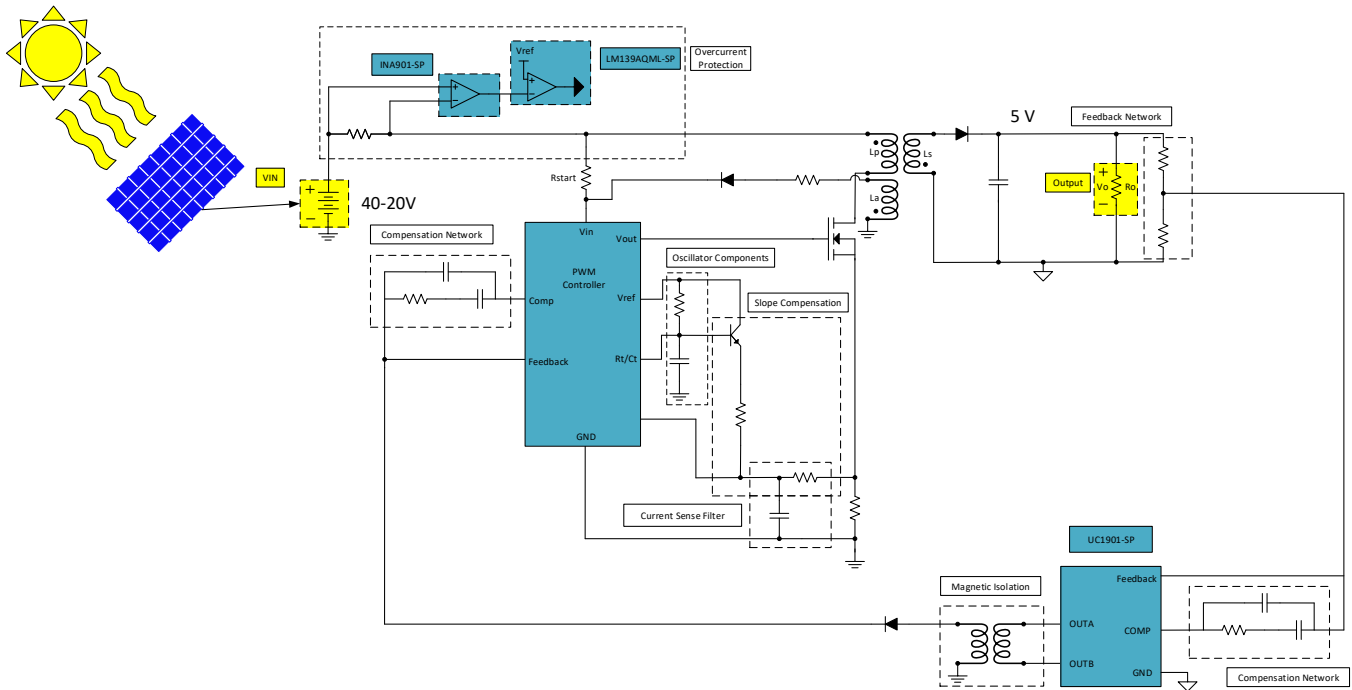 INA901-SP
Vref
LM139AQML-SP
Overcurrent
Protection
VIN
+
−
40-20V
Rstart
+
−
+
−
Lp
Ls
La
5 V
Feedback Network
Output
+
Vo
−
Ro
Compensation Network
Vin
Vout
PWM
Controller
Comp
Vref
Feedback
Rt/Ct
GND
Oscillator Components
Slope Compensation
Current Sense Filter
UC1901-SP
Magnetic Isolation
Feedback
OUTA
COMP
OUTB
GND
Compensation Network